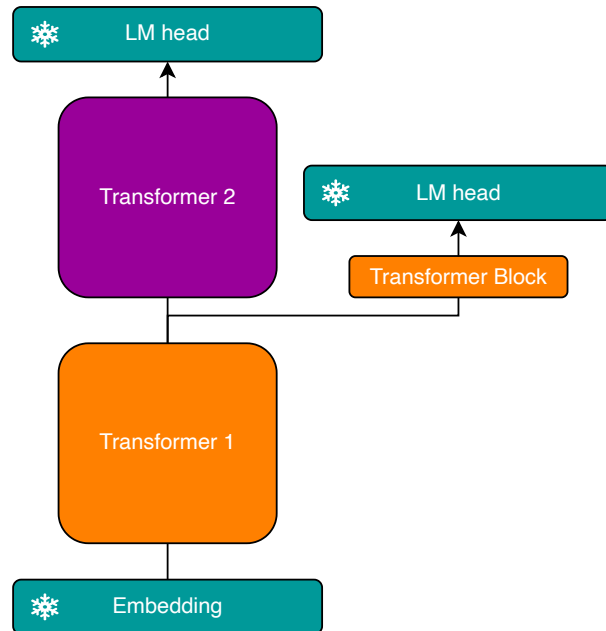 LM head
Transformer 2
LM head
Transformer Block
Transformer 1
Embedding